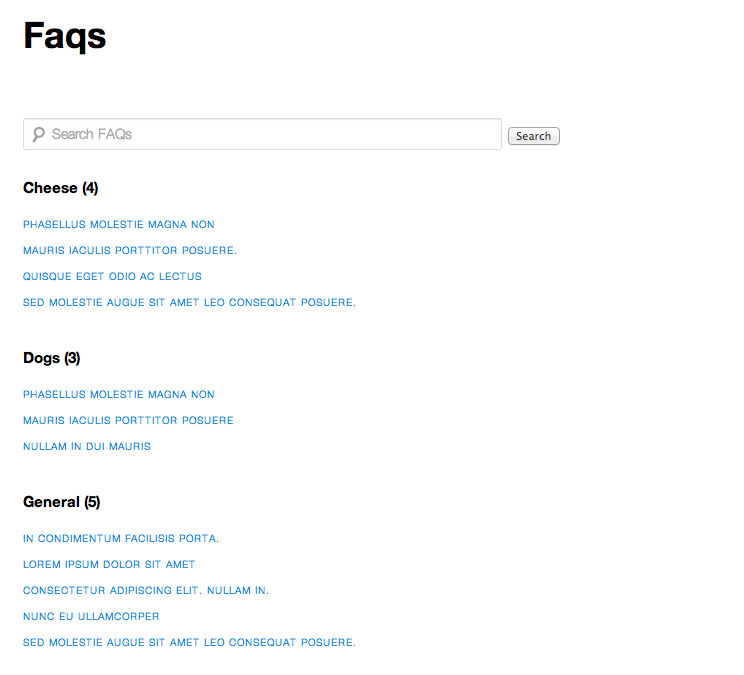 Faqs
Search FAQs
Search
Cheese (4)
PHASELLUS MOLESTIE MAGNA NON
MAURIS IACULIS PORTTITOR POSUERE.
QUISQUE EGET ODIO AC LECTUS
SED MOLESTIE AUGUE SIT AMET LEO CONSEQUAT POSUERE.
Dogs (3)
PHASELLUS MOLESTIE MAGNA NON
MAURIS IACULIS PORTTITOR POSUERE
NULLAM IN DUI MAURIS
General (5)
IN CONDIMENTUM FACILISIS PORTA.
LOREM IPSUM DOLOR SIT AMET
CONSECTETUR ADIPISCING ELIT. NULLAM IN.
NUNC EU ULLAMCORPER
SED MOLESTIE AUGUE SIT AMET LEO CONSEQUAT POSUERE.